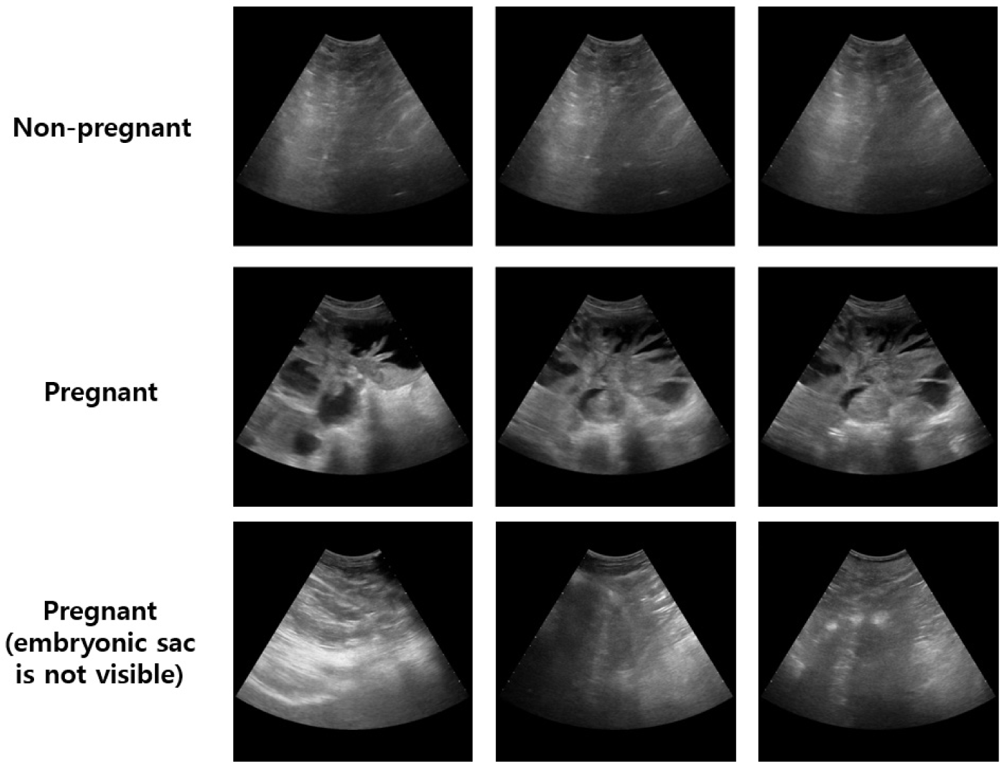 Non-pregnant
Pregnant
Pregnant
(embryonic sac
is not visible)